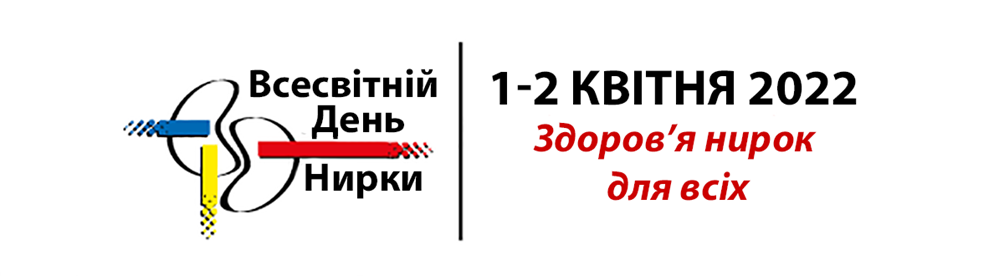 Всесвітній
День
Нирки
1-2 КВІТНЯ 2022
Здоров’я нирок
для всіх